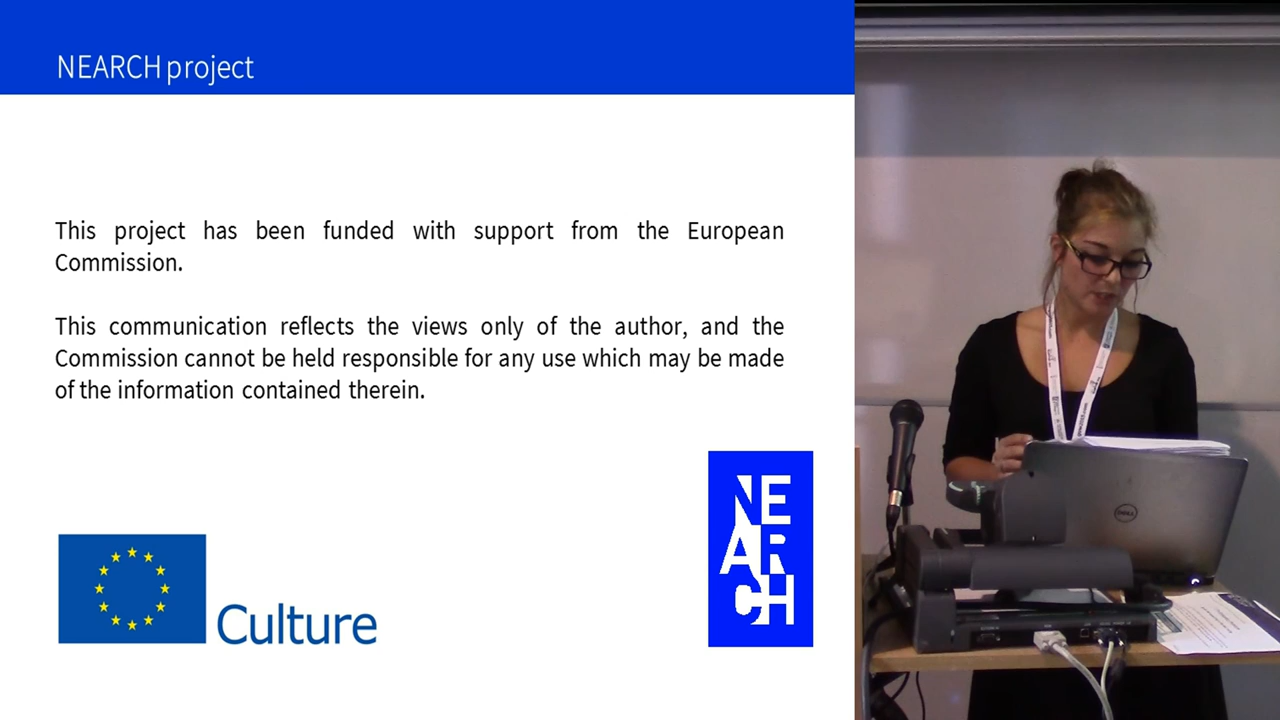 NEARCH project
This project has been funded with support from the European
Commission.
This communication reflects the views only of the author, and the
Commission cannot be held responsible for any use which may be made
of the information contained therein.
Culture
NE
AR
CH
DELL